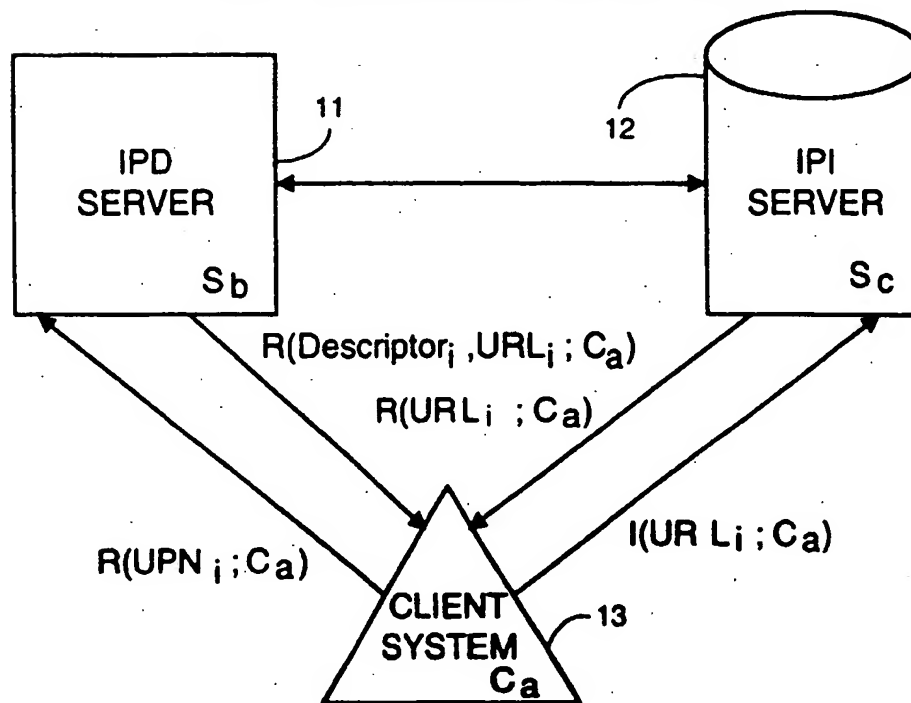 11
12
IPD
SERVER
Sb
IPI
SERVER
Sc
R(Descriptori ,URLi ; Ca)
R(URLi ; Ca)
R(UPN i ; Ca)
I(UR Li ; Ca)
CLIENT
SYSTEM
Ca
13